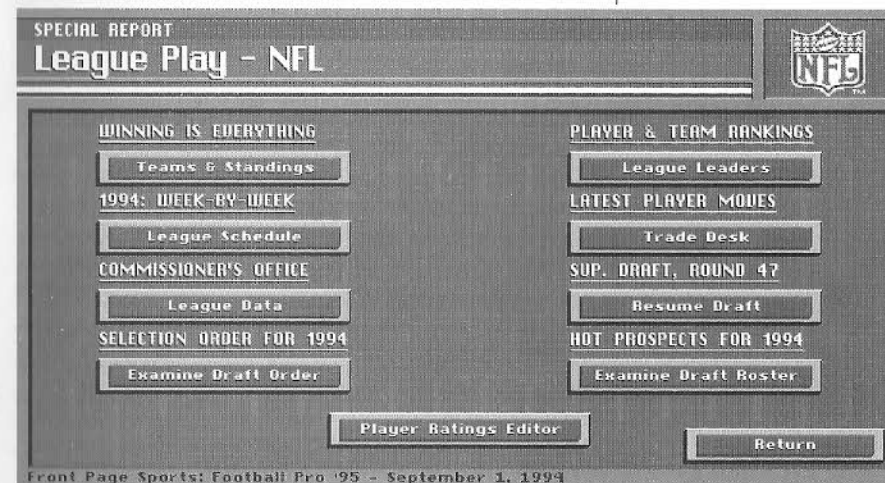 SPECIAL REPORT
League Play - NFL
NFL
TM
WINNING IS EVERYTHING
Teams & Standings
1994: WEEK-BY-WEEK
League Schedule
COMMISSIONER'S OFFICE
League Data
SELECTION ORDER FOR 1994
Examine Draft Order
PLAYER & TEAM RANKINGS
League Leaders
LATEST PLAYER MOVES
Trade Desk
SUP. DRAFT, ROUND 47
Resume Draft
HOT PROSPECTS FOR 1994
Examine Draft Roster
Player Ratings Editor
Return
Front Page Sports: Football Pro '95 - September 1, 1994